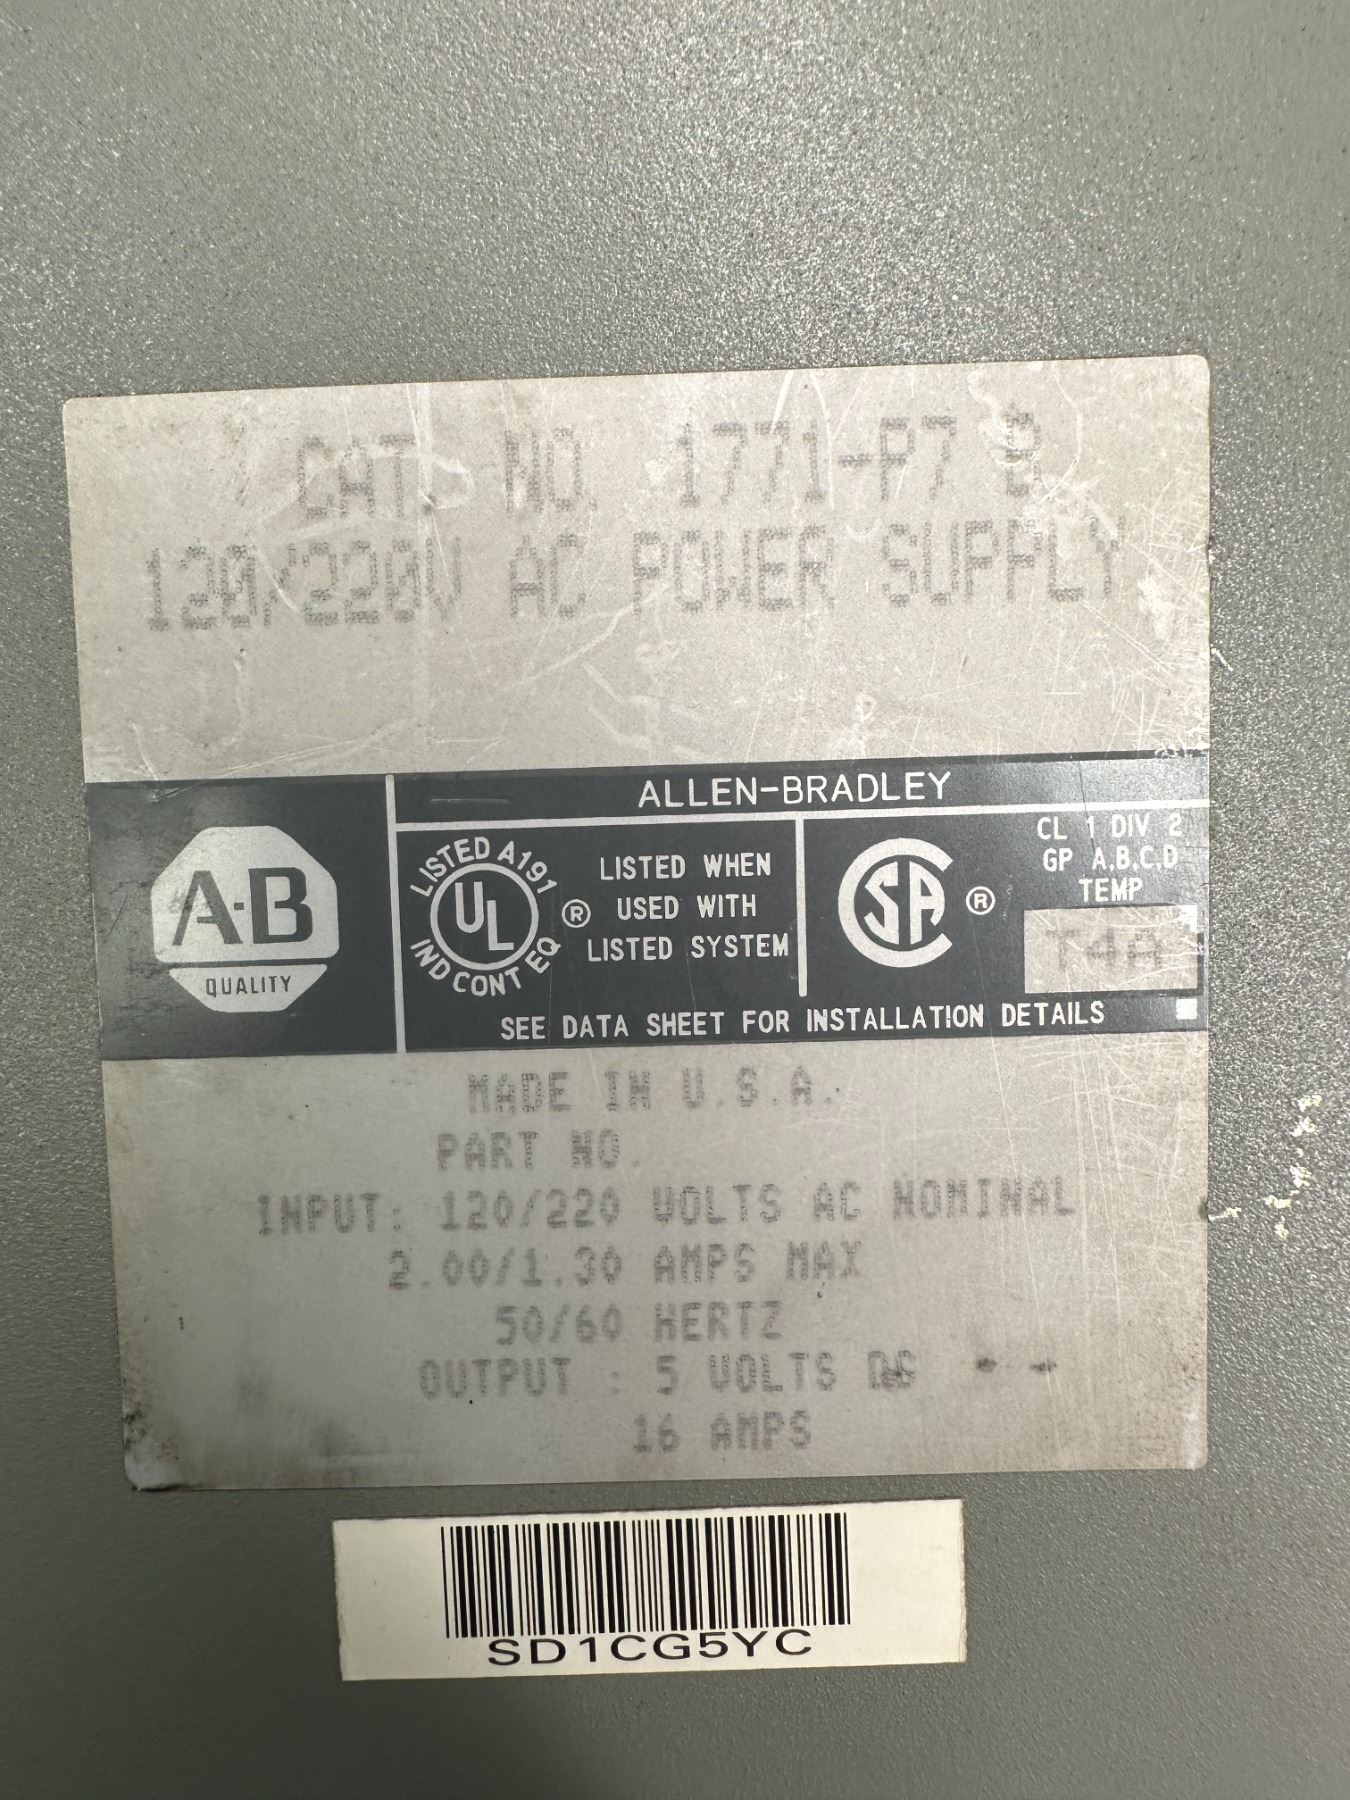 CAT. NO. 1771-P7 B
120/220V AC POWER SUPPLY
ALLEN-BRADLEY
A-B
QUALITY
LISTED A191
UL
®
IND CONT EQ
LISTED WHEN
USED WITH
LISTED SYSTEM
CSA
®
CL 1 DIV 2
GP A,B,C,D
TEMP
T4A
SEE DATA SHEET FOR INSTALLATION DETAILS
MADE IN U.S.A.
PART NO.
INPUT: 120/220 VOLTS AC NOMINAL
2.00/1.30 AMPS MAX
50/60 HERTZ
OUTPUT : 5 VOLTS DC
16 AMPS
SD1CG5YC